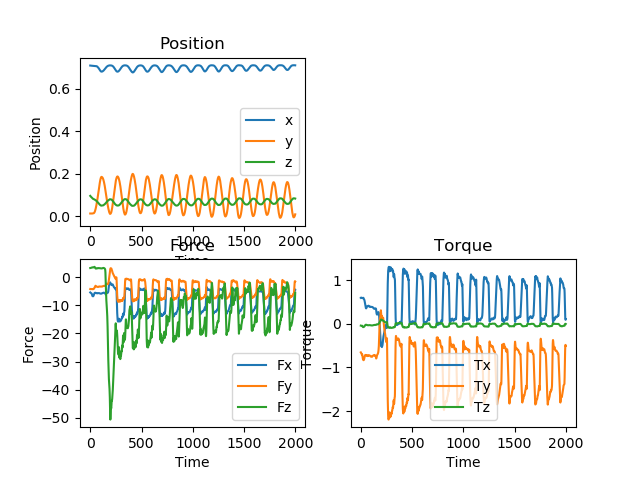 Position
Position
0.6
0.4
0.2
0.0
x
y
z
0 500 1000 1500 2000
Time
Force
Force
0
−10
−20
−30
−40
−50
Fx
Fy
Fz
0 500 1000 1500 2000
Time
Torque
Torque
1
0
−1
−2
Tx
Ty
Tz
0 500 1000 1500 2000
Time